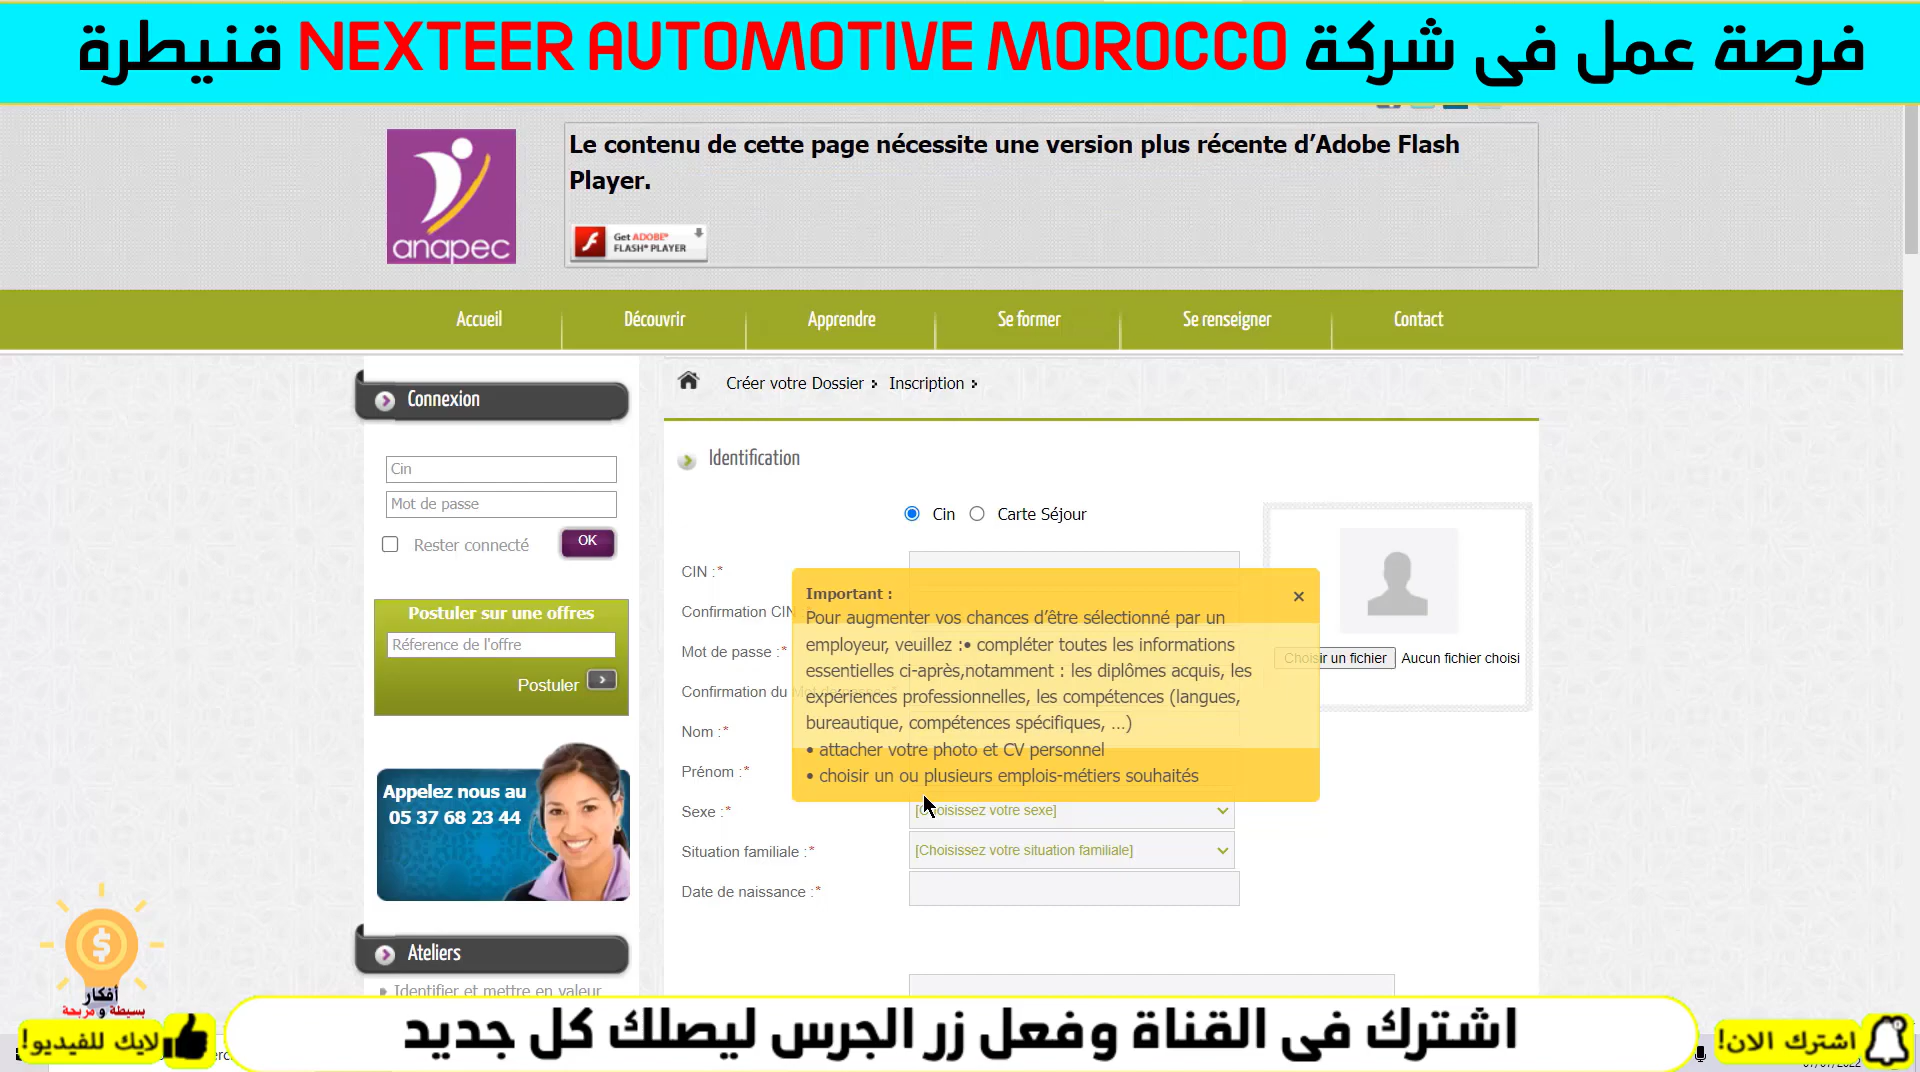 فرصة عمل فى شركة NEXTEER AUTOMOTIVE MOROCCO قنيطرة
anapec
Le contenu de cette page nécessite une version plus récente d’Adobe Flash
Player.
Get ADOBE®
FLASH® PLAYER
Accueil
Découvrir
Apprendre
Se former
Se renseigner
Contact
Connexion
Cin
Mot de passe
Rester connecté
OK
Postuler sur une offres
Réference de l'offre
Postuler
Appelez nous au
05 37 68 23 44
Ateliers
Identifier et mettre en valeur
Créer votre Dossier
Inscription
Identification
Cin
Carte Séjour
CIN :*
Confirmation CIN
Mot de passe :*
Confirmation du
Nom :*
Prénom :*
Sexe :*
[Choisissez votre sexe]
Situation familiale :*
[Choisissez votre situation familiale]
Date de naissance :*
Important :
×
Pour augmenter vos chances d’être sélectionné par un
employeur, veuillez :• compléter toutes les informations
essentielles ci-après,notamment : les diplômes acquis, les
expériences professionnelles, les compétences (langues,
bureautique, compétences spécifiques, ...)
• attacher votre photo et CV personnel
• choisir un ou plusieurs emplois-métiers souhaités
Choisir un fichier
Aucun fichier choisi
$
أفكار
بسيطة و مربحة
لايك للفيديو!
اشترك فى القناة وفعل زر الجرس ليصلك كل جديد
اشترك الان!